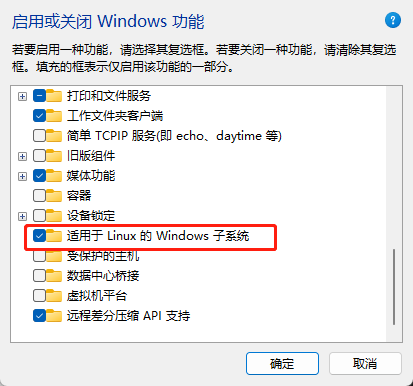 启用或关闭 Windows 功能
若要启用一种功能，请选择其复选框。若要关闭一种功能，请清除其复选
框。填充的框表示仅启用该功能的一部分。
打印和文件服务
工作文件夹客户端
简单 TCPIP 服务(即 echo、daytime 等)
旧版组件
媒体功能
容器
设备锁定
适用于 Linux 的 Windows 子系统
受保护的主机
数据中心桥接
虚拟机平台
远程差分压缩 API 支持
确定
取消